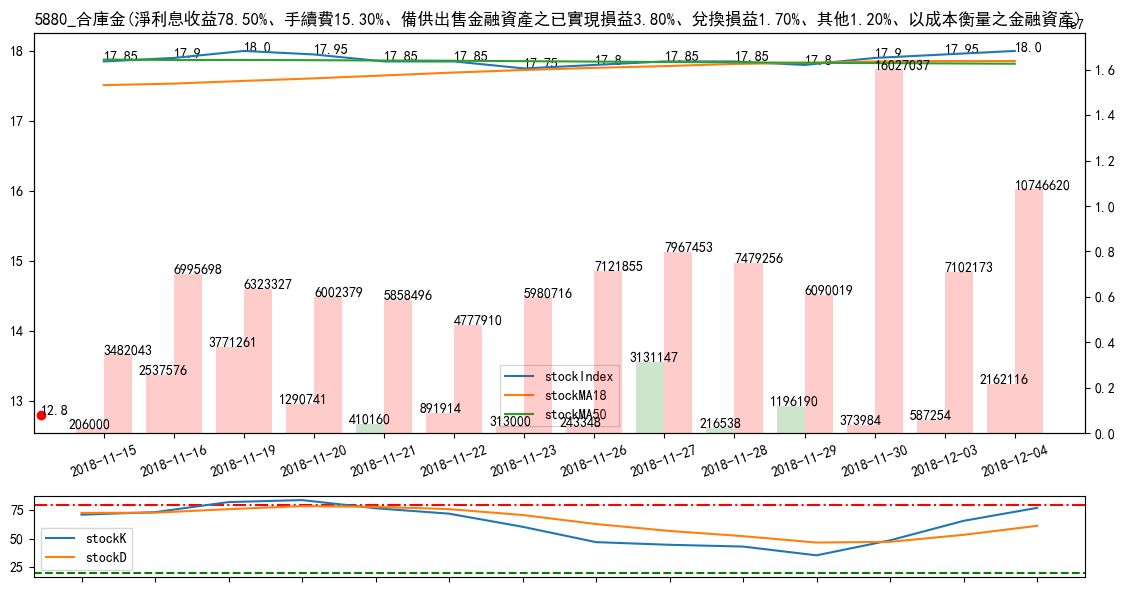 5880_合庫金(淨利息收益78.50%、手續費15.30%、備供出售金融資產之已實現損益3.80%、兌換損益1.70%、其他1.20%、以成本衡量之金融資產)
1e7
18
17
16
15
14
13
17.85 17.9 18.0 17.95 17.85 17.85 17.75 17.8 17.85 17.85 17.8 17.9 17.95 18.0
1.6
1.4
1.2
1.0
0.8
0.6
0.4
0.2
0.0
12.8
3482043 6995698 6323327 6002379 5858496 4777910 5980716 7121855 7967453 7479256 6090019 16027037 7102173 10746620
206000 2537576 3771261 1290741 410160 891914 313000 243348 3131147 216538 1196190 373984 587254 2162116
stockIndex
stockMA18
stockMA50
2018-11-15 2018-11-16 2018-11-19 2018-11-20 2018-11-21 2018-11-22 2018-11-23 2018-11-26 2018-11-27 2018-11-28 2018-11-29 2018-11-30 2018-12-03 2018-12-04
75
50
25
stockK
stockD